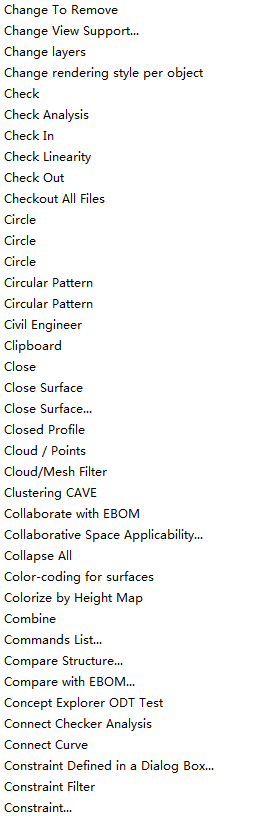 Change To Remove
Change View Support...
Change layers
Change rendering style per object
Check
Check Analysis
Check In
Check Linearity
Check Out
Checkout All Files
Circle
Circle
Circle
Circular Pattern
Circular Pattern
Civil Engineer
Clipboard
Close
Close Surface
Close Surface...
Closed Profile
Cloud / Points
Cloud/Mesh Filter
Clustering CAVE
Collaborate with EBOM
Collaborative Space Applicability...
Collapse All
Color-coding for surfaces
Colorize by Height Map
Combine
Commands List...
Compare Structure...
Compare with EBOM...
Concept Explorer ODT Test
Connect Checker Analysis
Connect Curve
Constraint Defined in a Dialog Box...
Constraint Filter
Constraint...